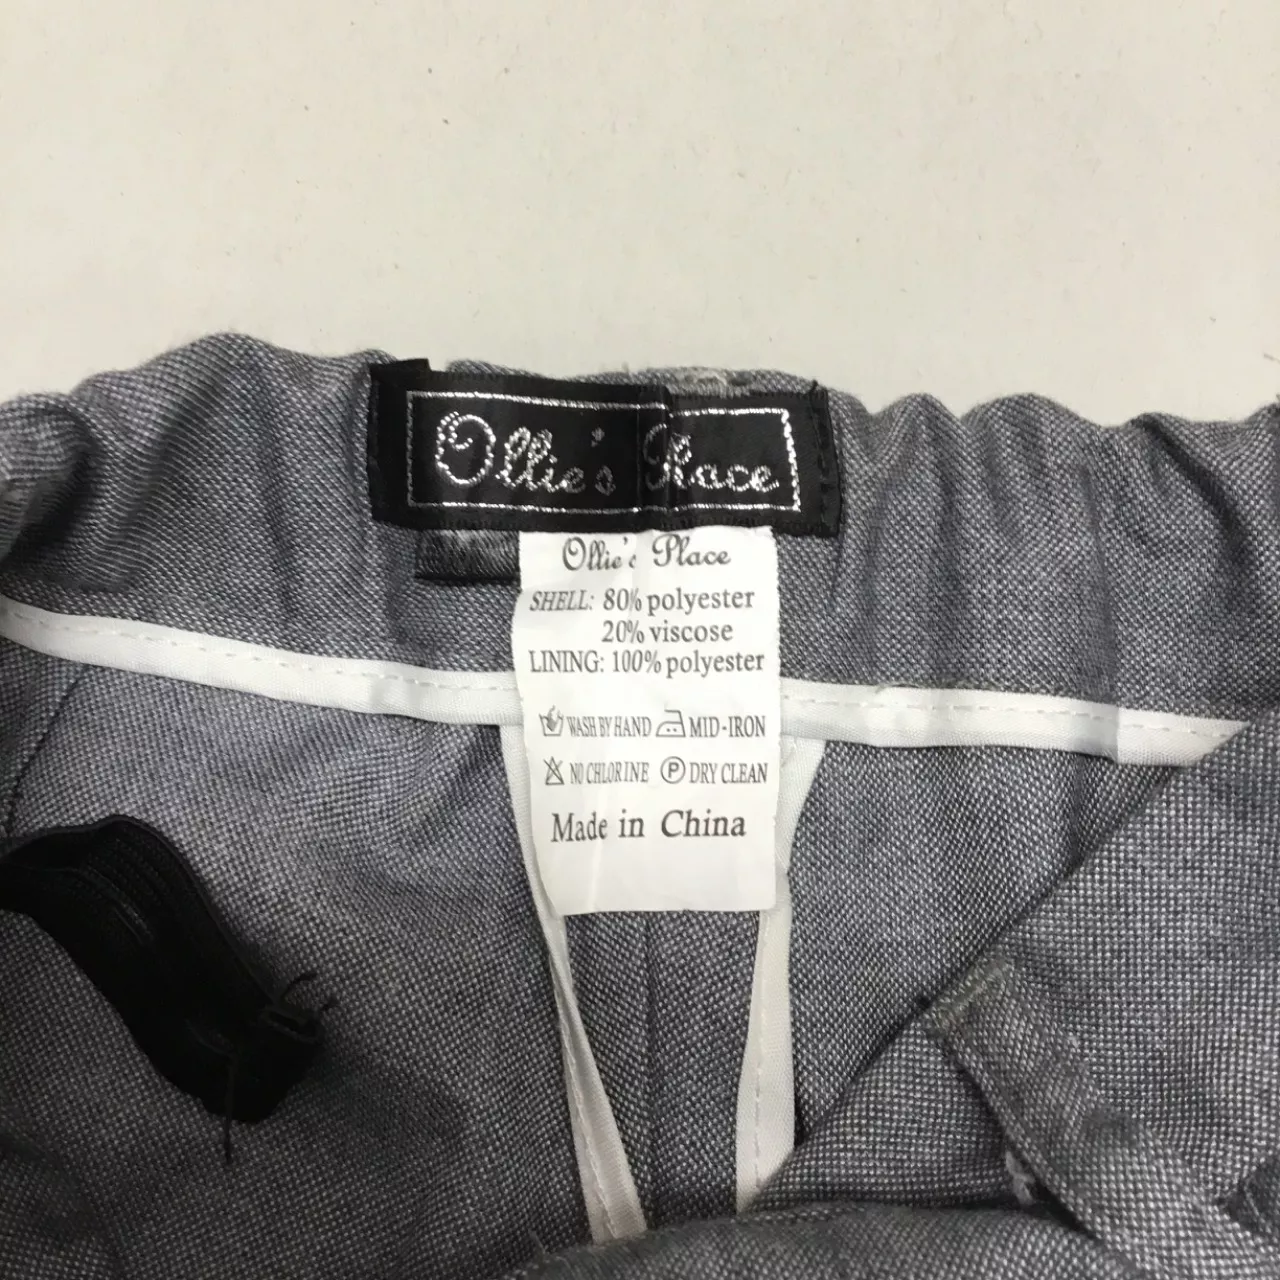 Ollie's Place
Ollie's Place
SHELL: 80% polyester
20% viscose
LINING: 100% polyester
WASH BY HAND MID-IRON
NO CHLORINE P DRY CLEAN
Made in China